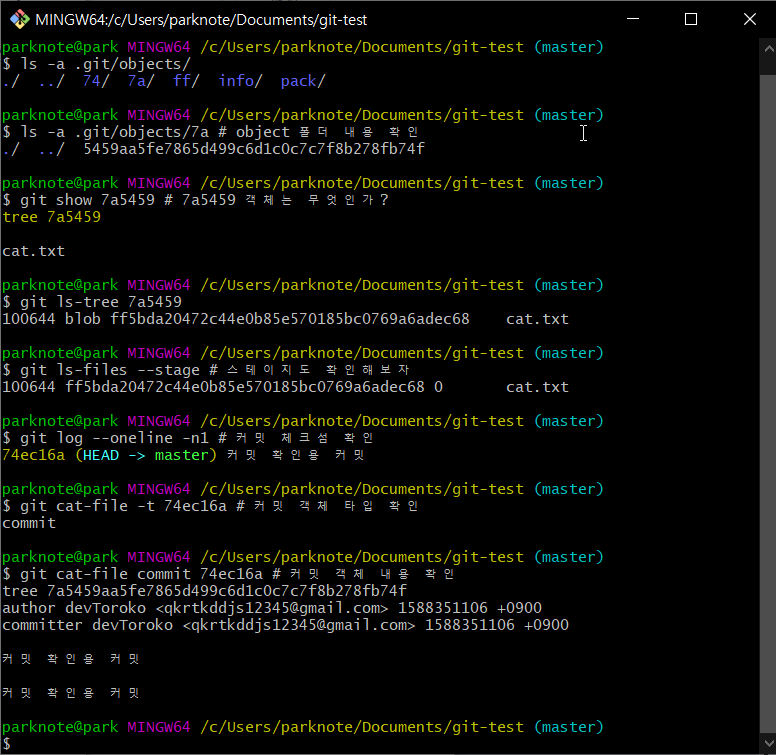 MINGW64:/c/Users/parknote/Documents/git-test
parknote@park MINGW64 /c/Users/parknote/Documents/git-test (master)
$ ls -a .git/objects/
./  ../  74/  7a/  ff/  info/  pack/
parknote@park MINGW64 /c/Users/parknote/Documents/git-test (master)
$ ls -a .git/objects/7a # object 폴더 내용 확인
./  ../  5459aa5fe7865d499c6d1c0c7c7f8b278fb74f
parknote@park MINGW64 /c/Users/parknote/Documents/git-test (master)
$ git show 7a5459 # 7a5459 객체는 무엇인가?
tree 7a5459
cat.txt
parknote@park MINGW64 /c/Users/parknote/Documents/git-test (master)
$ git ls-tree 7a5459
100644 blob ff5bda20472c44e0b85e570185bc0769a6adec68    cat.txt
parknote@park MINGW64 /c/Users/parknote/Documents/git-test (master)
$ git ls-files --stage # 스테이지도 확인해보자
100644 ff5bda20472c44e0b85e570185bc0769a6adec68 0       cat.txt
parknote@park MINGW64 /c/Users/parknote/Documents/git-test (master)
$ git log --oneline -n1 # 커밋 체크섬 확인
74ec16a (HEAD -> master) 커밋 확인용 커밋
parknote@park MINGW64 /c/Users/parknote/Documents/git-test (master)
$ git cat-file -t 74ec16a # 커밋 객체 타입 확인
commit
parknote@park MINGW64 /c/Users/parknote/Documents/git-test (master)
$ git cat-file commit 74ec16a # 커밋 객체 내용 확인
tree 7a5459aa5fe7865d499c6d1c0c7c7f8b278fb74f
author devToroko <qkrtkddjs12345@gmail.com> 1588351106 +0900
committer devToroko <qkrtkddjs12345@gmail.com> 1588351106 +0900
커밋 확인용 커밋
커밋 확인용 커밋
parknote@park MINGW64 /c/Users/parknote/Documents/git-test (master)
$